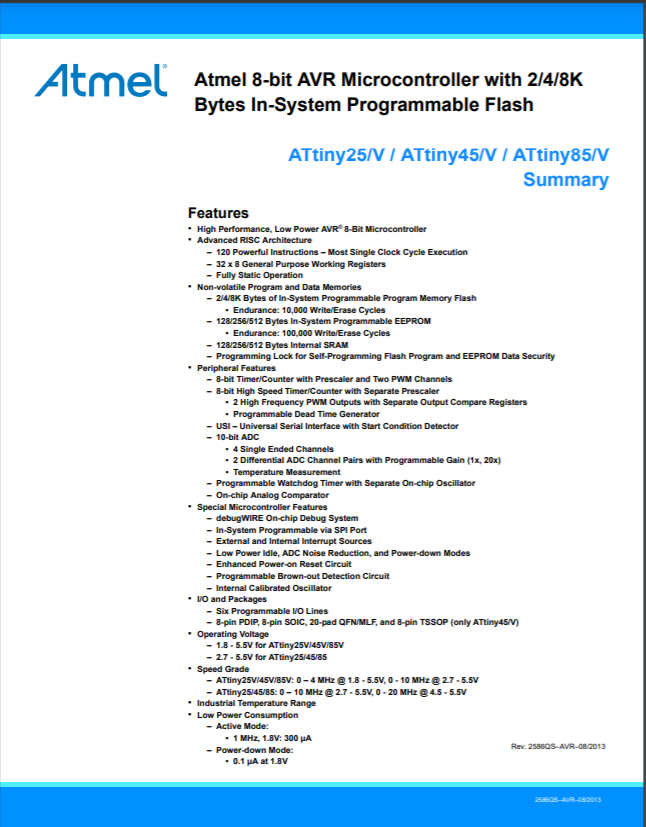 Atmel®
Atmel 8-bit AVR Microcontroller with 2/4/8K
Bytes In-System Programmable Flash
ATtiny25/V / ATtiny45/V / ATtiny85/V
Summary
Features
• High Performance, Low Power AVR® 8-Bit Microcontroller
• Advanced RISC Architecture
– 120 Powerful Instructions – Most Single Clock Cycle Execution
– 32 x 8 General Purpose Working Registers
– Fully Static Operation
• Non-volatile Program and Data Memories
– 2/4/8K Bytes of In-System Programmable Program Memory Flash
• Endurance: 10,000 Write/Erase Cycles
– 128/256/512 Bytes In-System Programmable EEPROM
• Endurance: 100,000 Write/Erase Cycles
– 128/256/512 Bytes Internal SRAM
– Programming Lock for Self-Programming Flash Program and EEPROM Data Security
• Peripheral Features
– 8-bit Timer/Counter with Prescaler and Two PWM Channels
– 8-bit High Speed Timer/Counter with Separate Prescaler
• 2 High Frequency PWM Outputs with Separate Output Compare Registers
• Programmable Dead Time Generator
– USI – Universal Serial Interface with Start Condition Detector
– 10-bit ADC
• 4 Single Ended Channels
• 2 Differential ADC Channel Pairs with Programmable Gain (1x, 20x)
• Temperature Measurement
– Programmable Watchdog Timer with Separate On-chip Oscillator
– On-chip Analog Comparator
• Special Microcontroller Features
– debugWIRE On-chip Debug System
– In-System Programmable via SPI Port
– External and Internal Interrupt Sources
– Low Power Idle, ADC Noise Reduction, and Power-down Modes
– Enhanced Power-on Reset Circuit
– Programmable Brown-out Detection Circuit
– Internal Calibrated Oscillator
• I/O and Packages
– Six Programmable I/O Lines
– 8-pin PDIP, 8-pin SOIC, 20-pad QFN/MLF, and 8-pin TSSOP (only ATtiny45/V)
• Operating Voltage
– 1.8 - 5.5V for ATtiny25V/45V/85V
– 2.7 - 5.5V for ATtiny25/45/85
• Speed Grade
– ATtiny25V/45V/85V: 0 – 4 MHz @ 1.8 - 5.5V, 0 - 10 MHz @ 2.7 - 5.5V
– ATtiny25/45/85: 0 – 10 MHz @ 2.7 - 5.5V, 0 - 20 MHz @ 4.5 - 5.5V
• Industrial Temperature Range
• Low Power Consumption
– Active Mode:
• 1 MHz, 1.8V: 300 µA
– Power-down Mode:
• 0.1 µA at 1.8V
Rev. 2586QS–AVR–08/2013
2586QS–AVR–08/2013